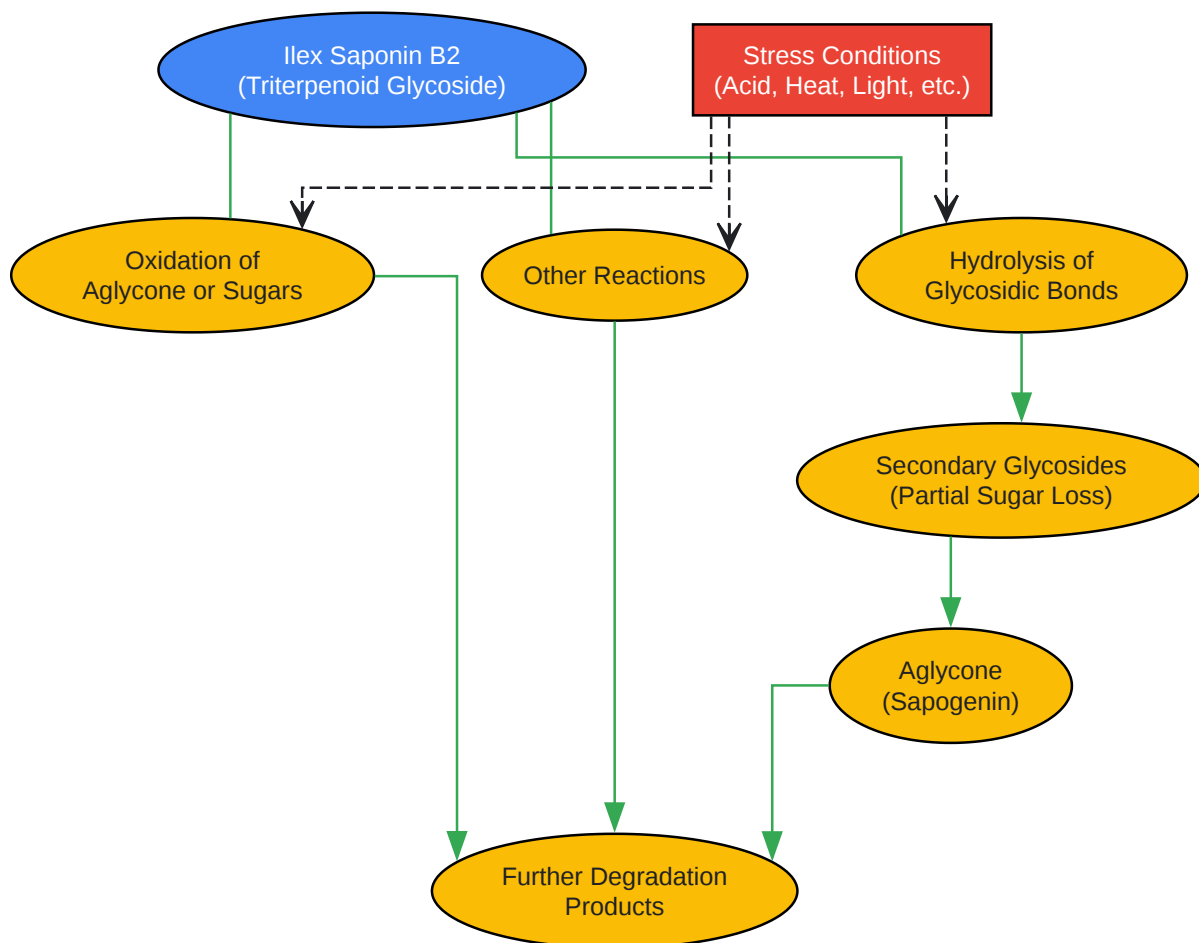 Ilex Saponin B2
(Triterpenoid Glycoside)
Stress Conditions
(Acid, Heat, Light, etc.)
Oxidation of
Aglycone or Sugars
Other Reactions
Hydrolysis of
Glycosidic Bonds
Secondary Glycosides
(Partial Sugar Loss)
Aglycone
(Sapogenin)
Further Degradation
Products